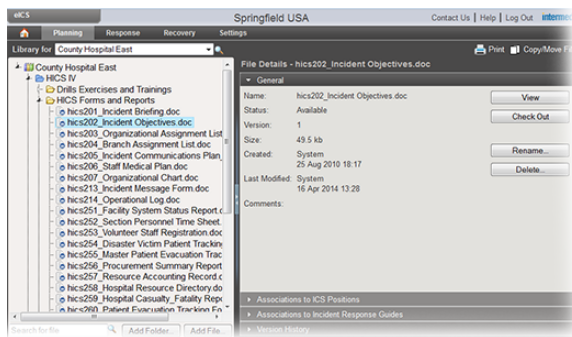 eICS
Springfield USA
Contact Us | Help | Log Out
interme
Planning Response Recovery Settings
Library for County Hospital East
Print Copy/Move Fi
County Hospital East
HICS IV
Drills Exercises and Trainings
HICS Forms and Reports
hics201_Incident Briefing.doc
hics202_Incident Objectives.doc
hics203_Organizational Assignment List
hics204_Branch Assignment List.doc
hics205_Incident Communications Plan_
hics206_Staff Medical Plan.doc
hics207_Organizational Chart.doc
hics213_Incident Message Form.doc
hics214_Operational Log.doc
hics251_Facility System Status Report.d
hics252_Section Personnel Time Sheet.
hics253_Volunteer Staff Registration.doc
hics254_Disaster Victim Patient Tracking
hics255_Master Patient Evacuation Trac
hics256_Procurement Summary Report
hics257_Resource Accounting Record.d
hics258_Hospital Resource Directory.do
hics259_Hospital Casualty_Fatality Repo
hics260_Patient Evacuation Tracking Fo
Search for file
Add Folder... Add File...
File Details - hics202_Incident Objectives.doc
General
Name: hics202_Incident Objectives.doc
Status: Available
Version: 1
Size: 49.5 kb
Created: System
25 Aug 2010 18:17
Last Modified: System
16 Apr 2014 13:28
Comments:
View
Check Out
Rename...
Delete...
Associations to ICS Positions
Associations to Incident Response Guides
Version History